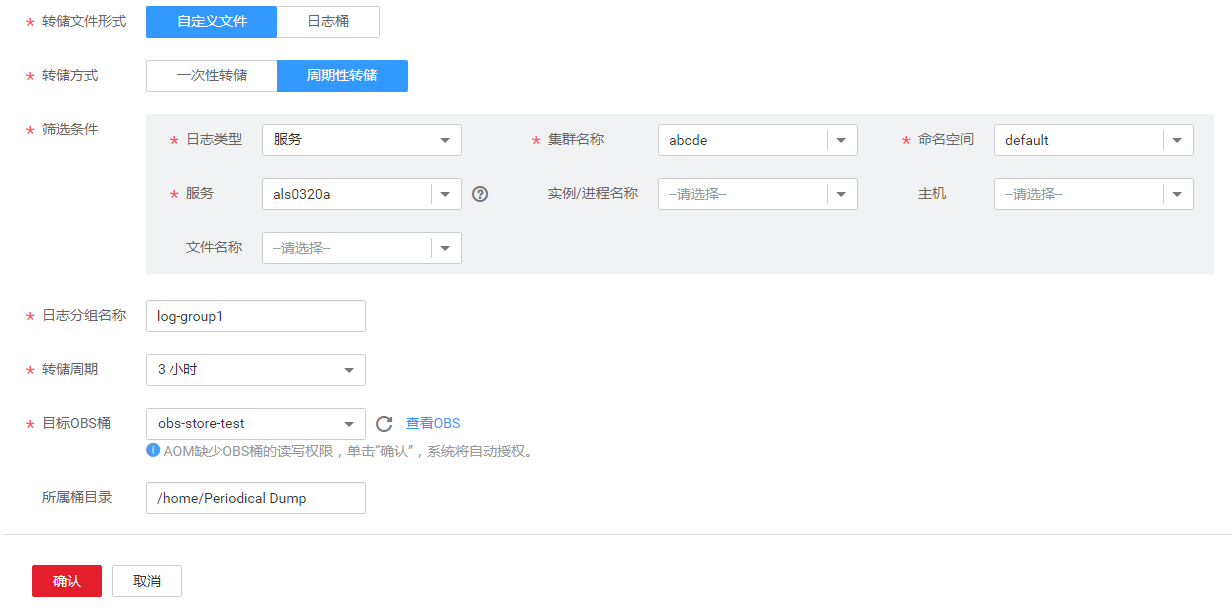 * 转储文件形式 自定义文件 日志桶
* 转储方式 一次性转储 周期性转储
* 筛选条件
* 日志类型 服务 * 集群名称 abcde * 命名空间 default
* 服务 als0320a ? 实例/进程名称 --请选择-- 主机 --请选择--
文件名称 --请选择--
* 日志分组名称 log-group1
* 转储周期 3 小时
* 目标OBS桶 obs-store-test 查看OBS
AOM缺少OBS桶的读写权限，单击“确认”，系统将自动授权。
所属桶目录 /home/Periodical Dump
确认 取消